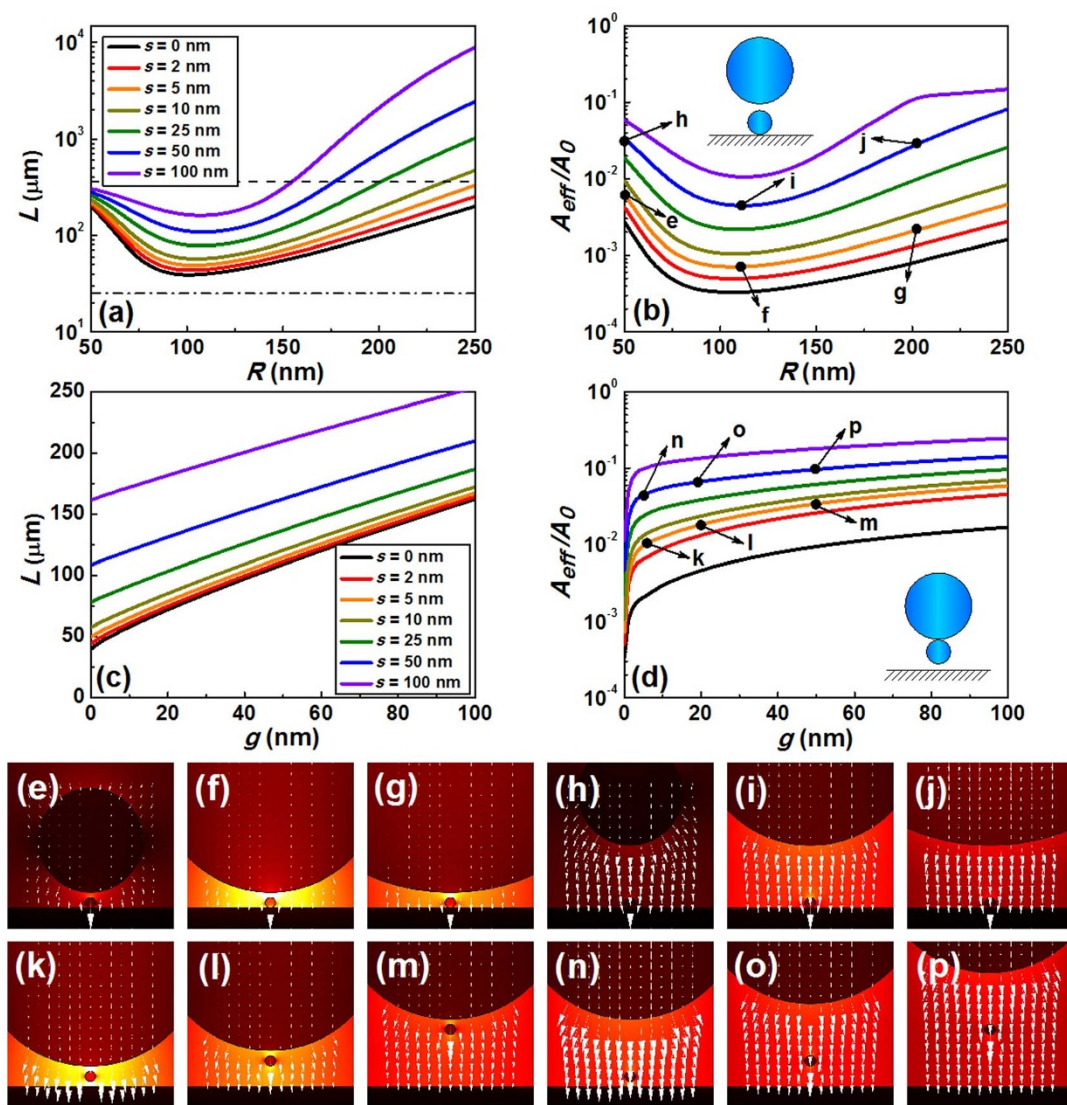 10⁴
10³
10²
10¹
L (μm)
s = 0 nm
s = 2 nm
s = 5 nm
s = 10 nm
s = 25 nm
s = 50 nm
s = 100 nm
(a)
50 100 150 200 250
R (nm)
10⁰
10⁻¹
10⁻²
10⁻³
10⁻⁴
A_eff/A_0
h
e
j
i
f
g
(b)
50 100 150 200 250
R (nm)
250
200
150
100
50
0
L (μm)
s = 0 nm
s = 2 nm
s = 5 nm
s = 10 nm
s = 25 nm
s = 50 nm
s = 100 nm
(c)
0 20 40 60 80 100
g (nm)
10⁰
10⁻¹
10⁻²
10⁻³
10⁻⁴
A_eff/A_0
n
o
p
m
l
k
(d)
0 20 40 60 80 100
g (nm)
(e) (f) (g) (h) (i) (j)
(k) (l) (m) (n) (o) (p)